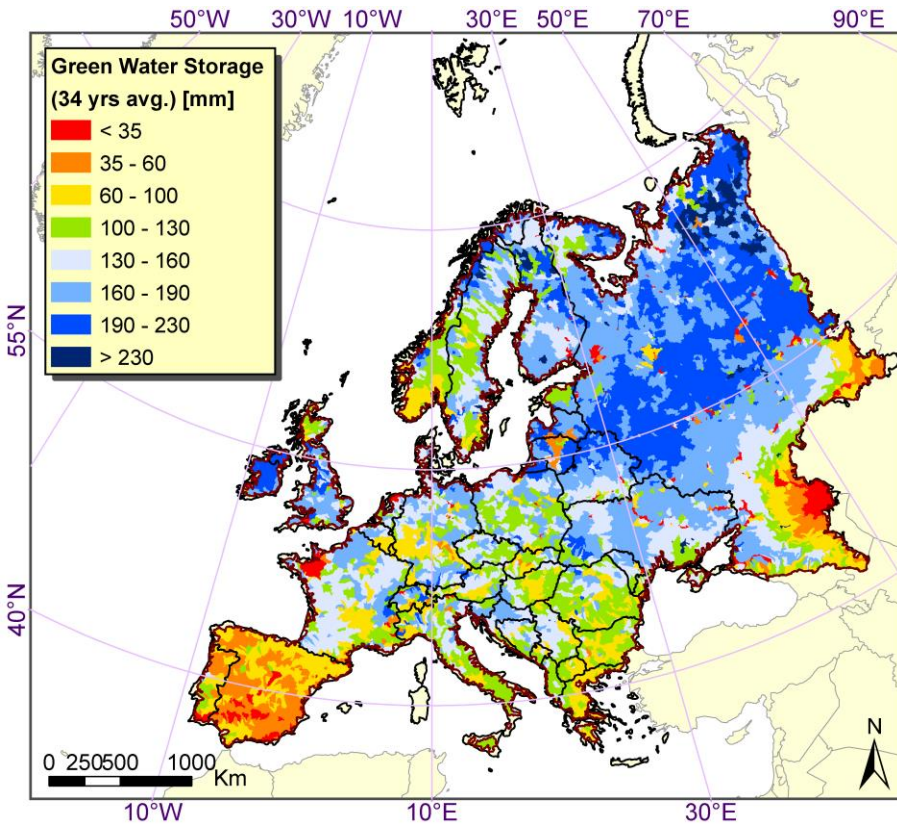 50°W 30°W 10°W 30°E 50°E 70°E 90°E
Green Water Storage
(34 yrs avg.) [mm]
< 35
35 - 60
60 - 100
100 - 130
130 - 160
160 - 190
190 - 230
> 230
55°N
40°N
N
0 250500 1000
Km
10°W 10°E 30°E